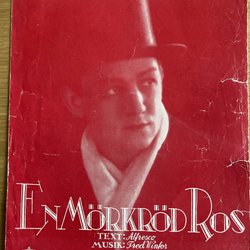 EN MÖRKRÖD ROS
TEXT: Alfresco
MUSIK: Fred Winter